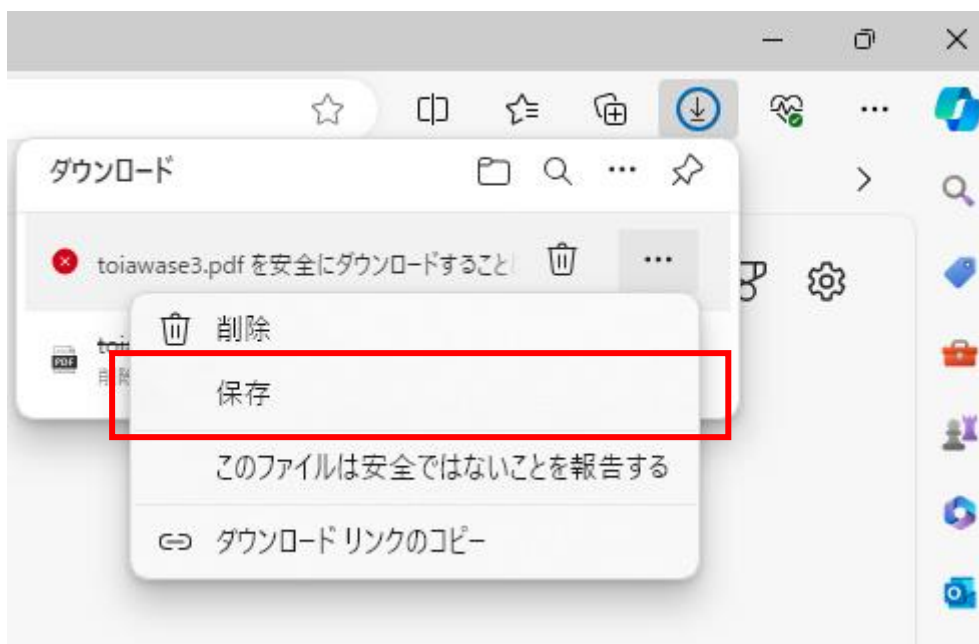 ダウンロード
toiawase3.pdf を安全にダウンロードすること
削除
PDF
保存
このファイルは安全ではないことを報告する
ダウンロード リンクのコピー